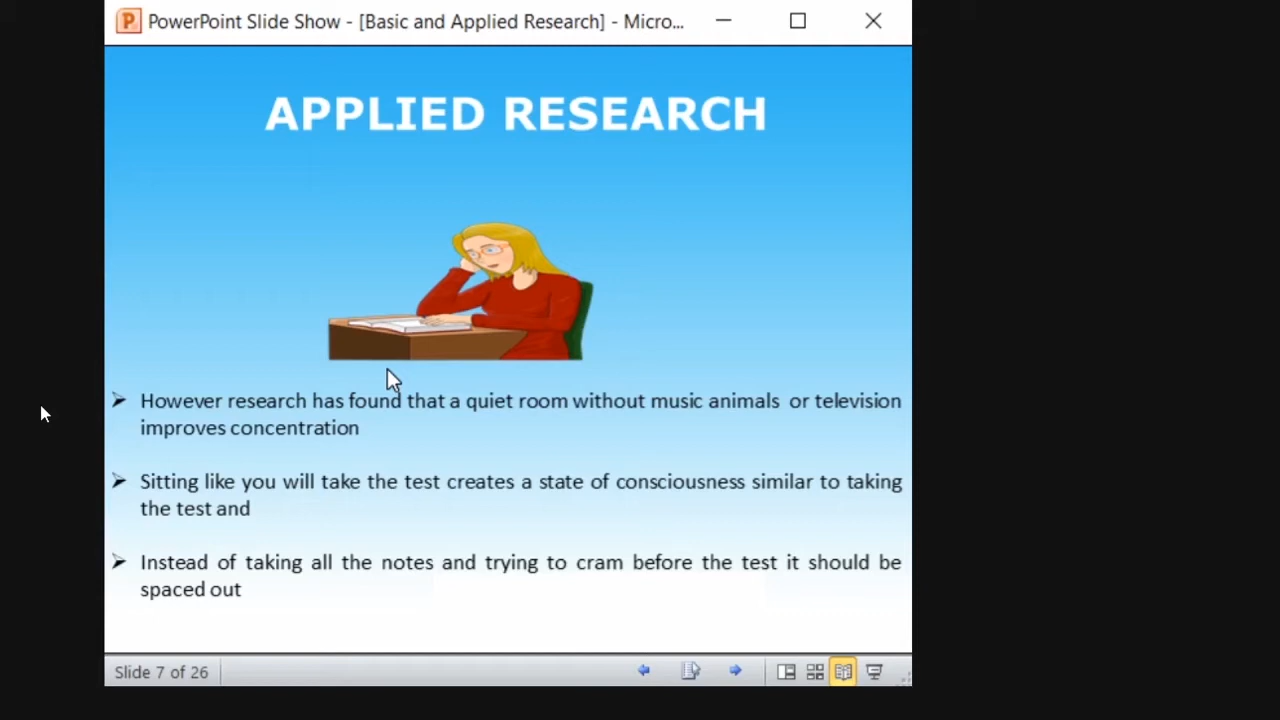 PowerPoint Slide Show - [Basic and Applied Research] - Micro...
APPLIED RESEARCH
However research has found that a quiet room without music animals or television
improves concentration
Sitting like you will take the test creates a state of consciousness similar to taking
the test and
Instead of taking all the notes and trying to cram before the test it should be
spaced out
Slide 7 of 26